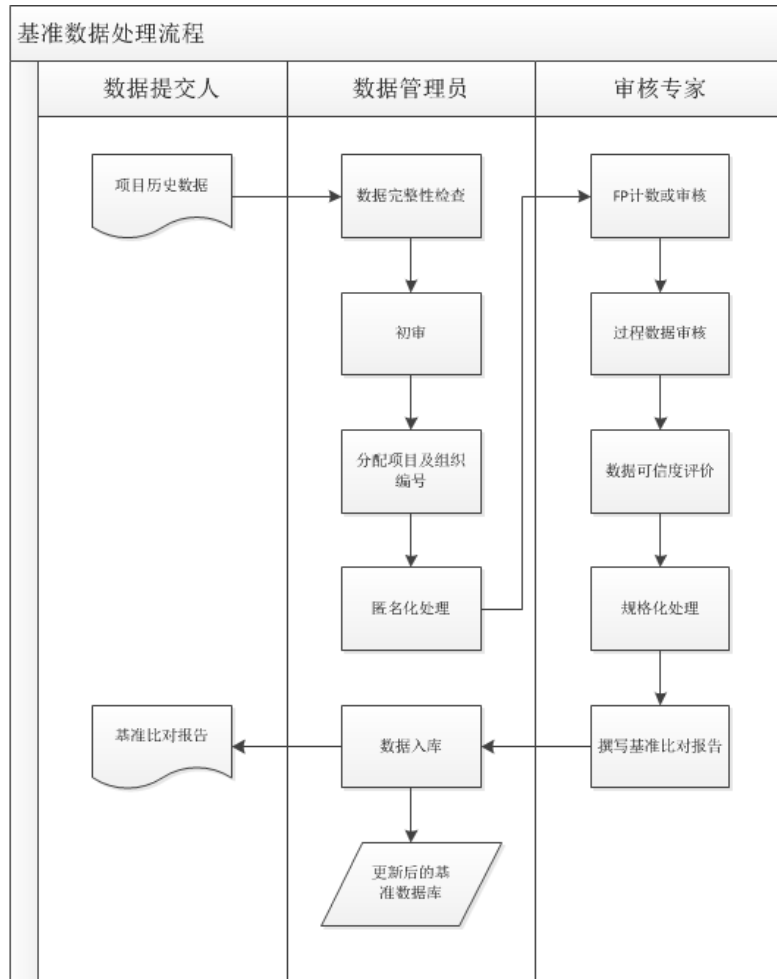 基准数据处理流程
数据提交人
数据管理员
审核专家
项目历史数据
数据完整性检查
FP计数或审核
初审
过程数据审核
分配项目及组织
编号
数据可信度评价
匿名化处理
规格化处理
基准比对报告
数据入库
撰写基准比对报告
更新后的基
准数据库